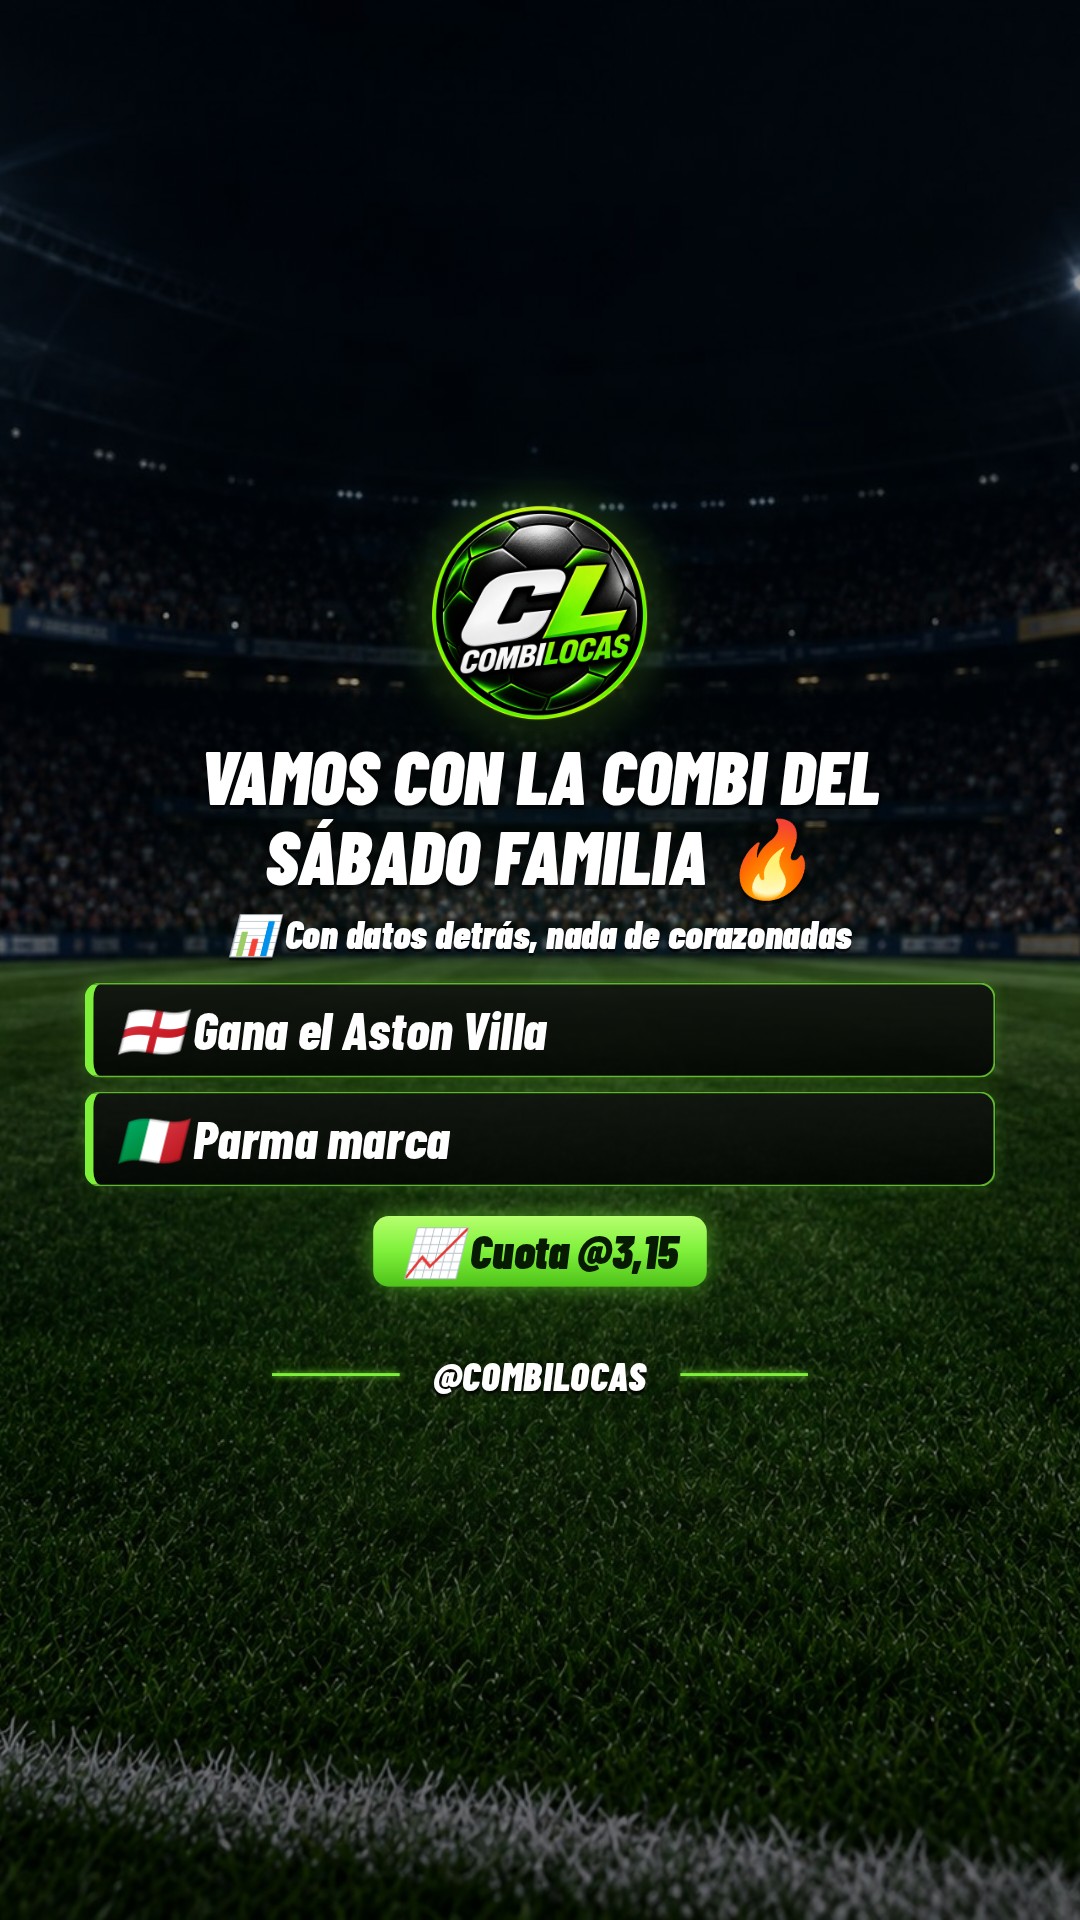 CL
COMBILOCAS
VAMOS CON LA COMBI DEL
SÁBADO FAMILIA 🔥
📊 Con datos detrás, nada de corazonadas
🏴󠁧󠁢󠁥󠁮󠁧󠁿 Gana el Aston Villa
🇮🇹 Parma marca
📈 Cuota @3,15
@COMBILOCAS